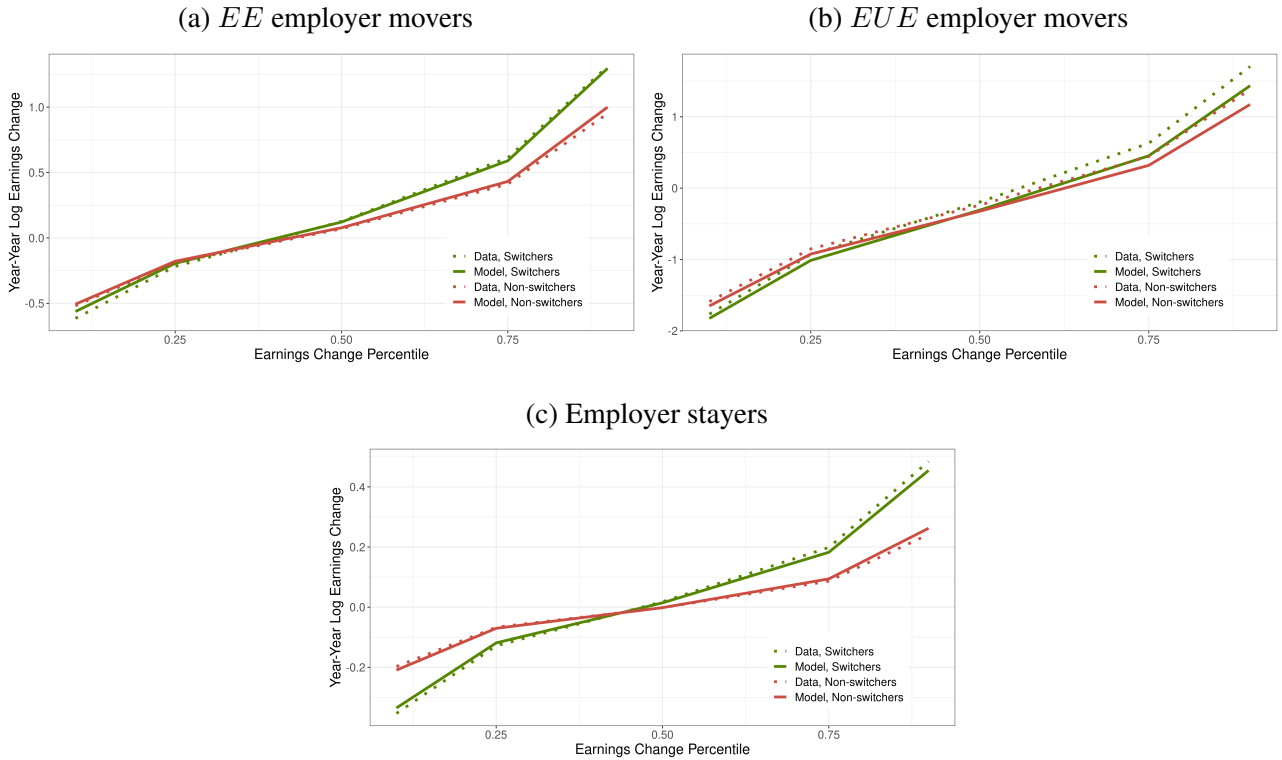 (a) EE employer movers
Year-Year Log Earnings Change
1.0
0.5
0.0
-0.5
0.25
0.50
0.75
Earnings Change Percentile
Data, Switchers
Model, Switchers
Data, Non-switchers
Model, Non-switchers
(b) EUE employer movers
Year-Year Log Earnings Change
1
0
-1
-2
0.25
0.50
0.75
Earnings Change Percentile
Data, Switchers
Model, Switchers
Data, Non-switchers
Model, Non-switchers
(c) Employer stayers
Year-Year Log Earnings Change
0.4
0.2
0.0
-0.2
0.25
0.50
0.75
Earnings Change Percentile
Data, Switchers
Model, Switchers
Data, Non-switchers
Model, Non-switchers